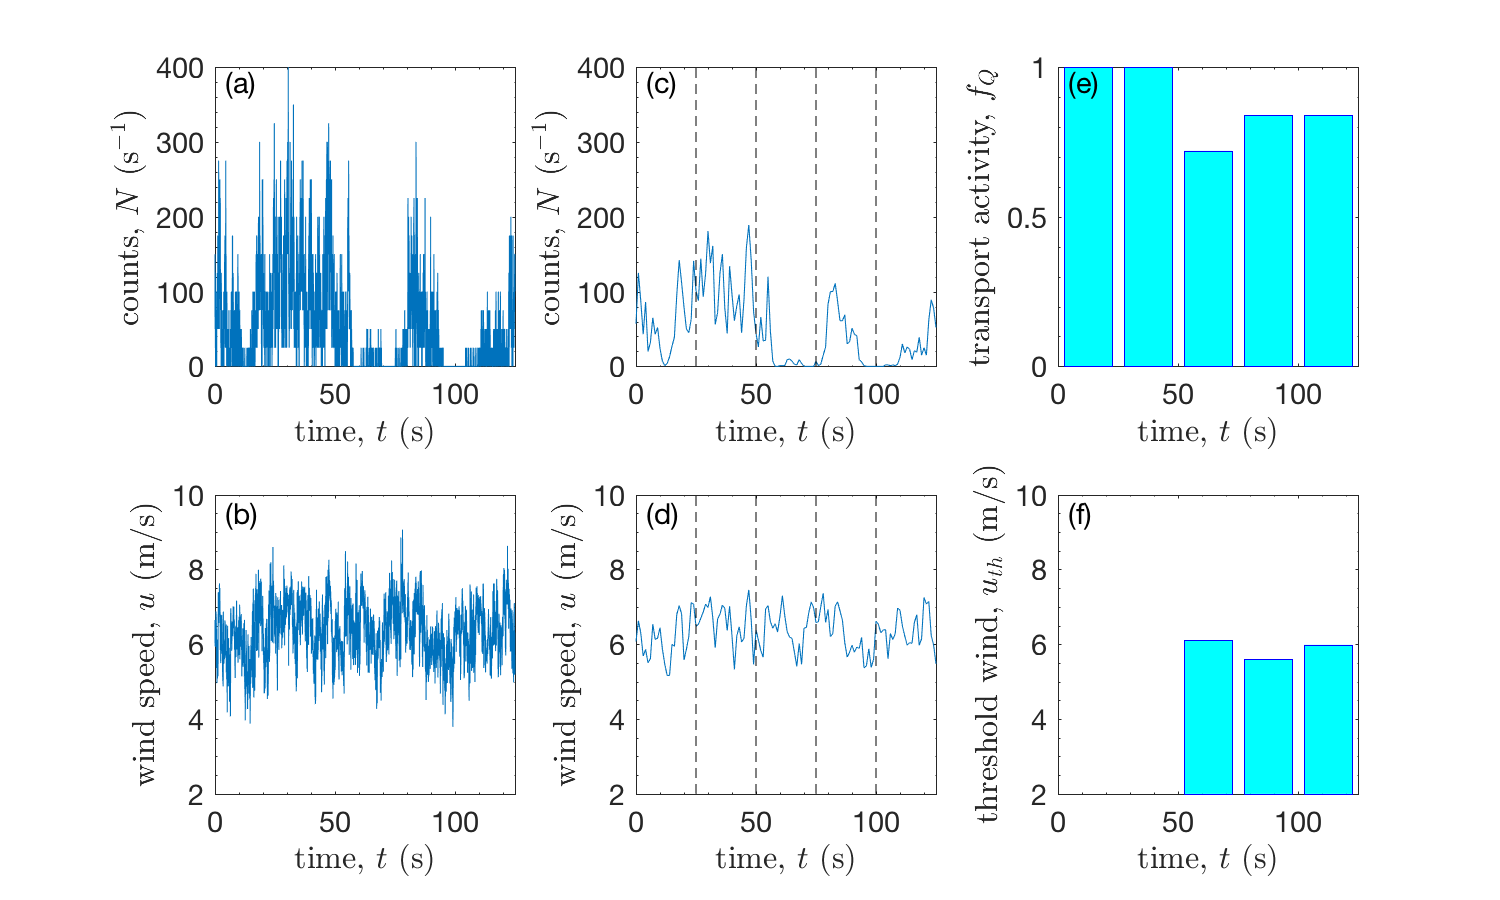 (a)
400
300
200
100
0
counts, N (s⁻¹)
0 50 100
time, t (s)
(c)
400
300
200
100
0
counts, N (s⁻¹)
0 50 100
time, t (s)
(e)
1
0.5
0
transport activity, f_Q
0 50 100
time, t (s)
(b)
10
8
6
4
2
wind speed, u (m/s)
0 50 100
time, t (s)
(d)
10
8
6
4
2
wind speed, u (m/s)
0 50 100
time, t (s)
(f)
10
8
6
4
2
threshold wind, u_th (m/s)
0 50 100
time, t (s)